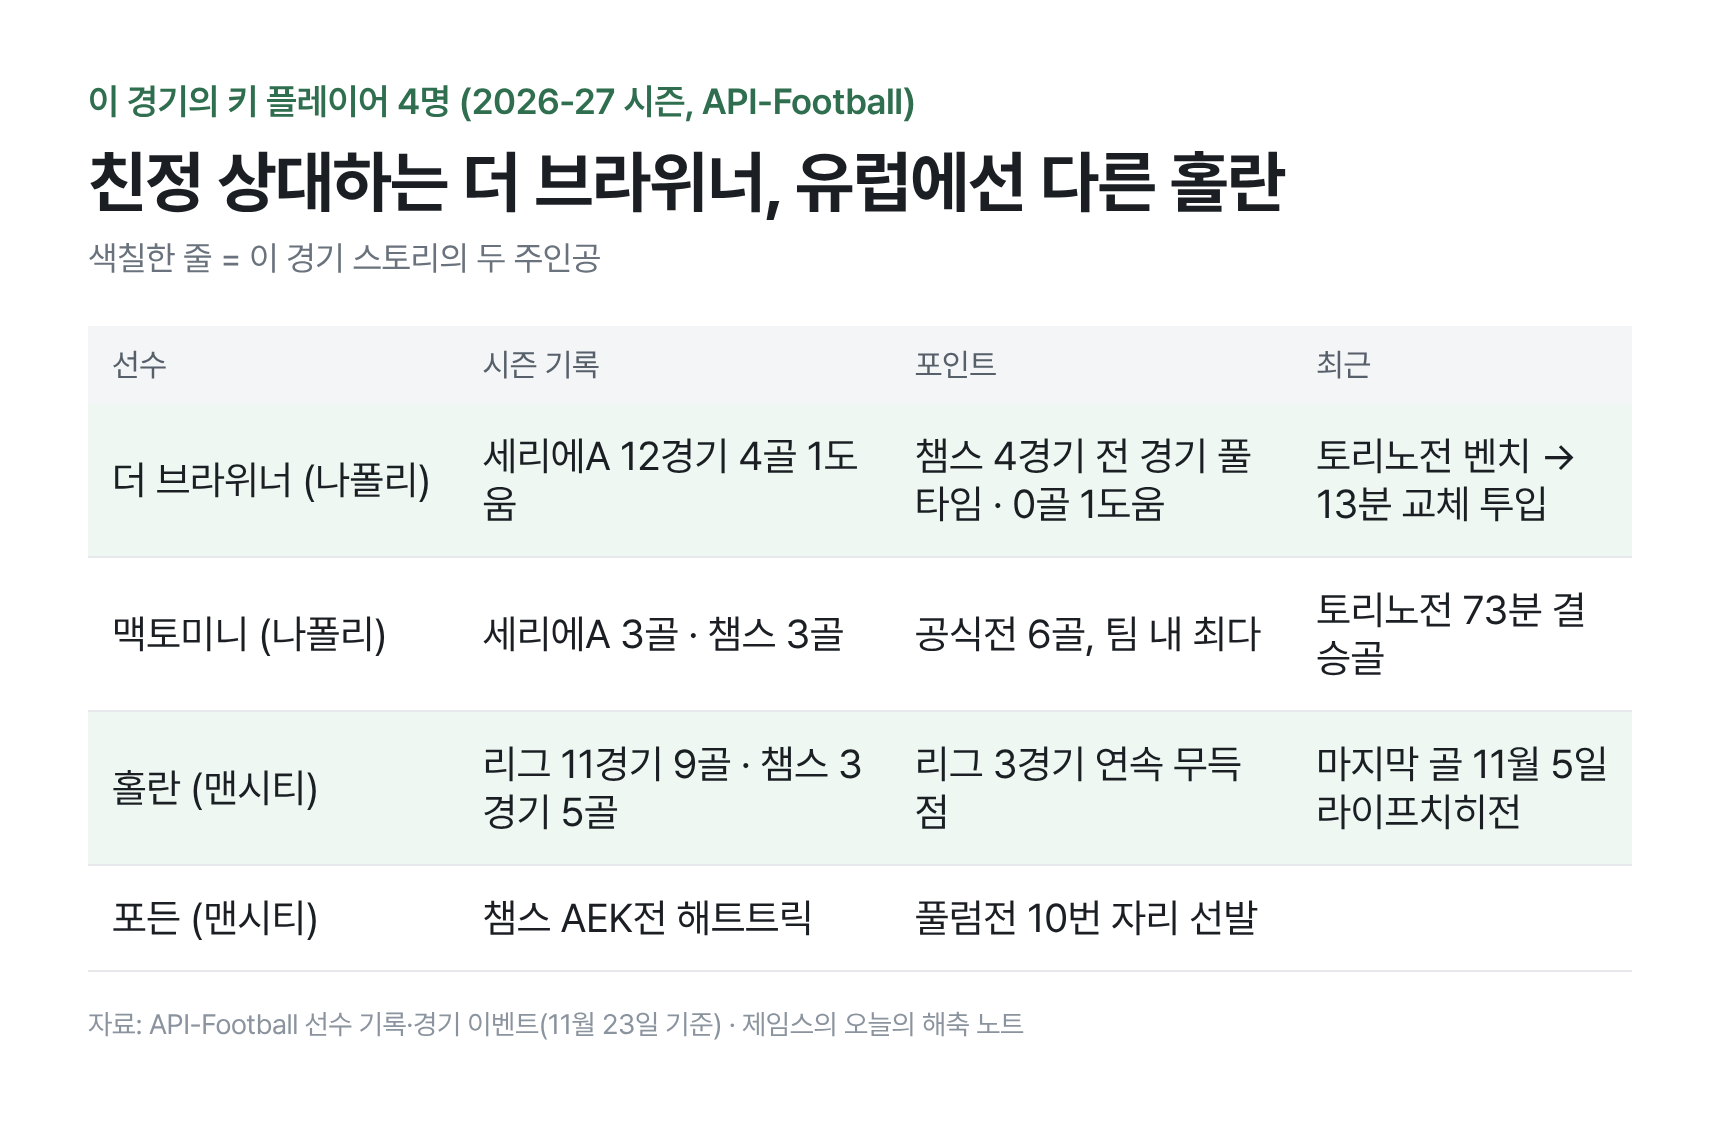 이 경기의 키 플레이어 4명 (2026-27 시즌, API-Football)
친정 상대하는 더 브라위너, 유럽에선 다른 홀란
색칠한 줄 = 이 경기 스토리의 두 주인공
선수 시즌 기록 포인트 최근
더 브라위너 (나폴리)
세리에A 12경기 4골 1도
움
챔스 4경기 전 경기 풀
타임 · 0골 1도움
토리노전 벤치 →
13분 교체 투입
맥토미니 (나폴리)
세리에A 3골 · 챔스 3골
공식전 6골, 팀 내 최다
토리노전 73분 결
승골
홀란 (맨시티)
리그 11경기 9골 · 챔스 3
경기 5골
리그 3경기 연속 무득
점
마지막 골 11월 5일
라이프치히전
포든 (맨시티)
챔스 AEK전 해트트릭
풀럼전 10번 자리 선발
자료: API-Football 선수 기록·경기 이벤트(11월 23일 기준) · 제임스의 오늘의 해축 노트